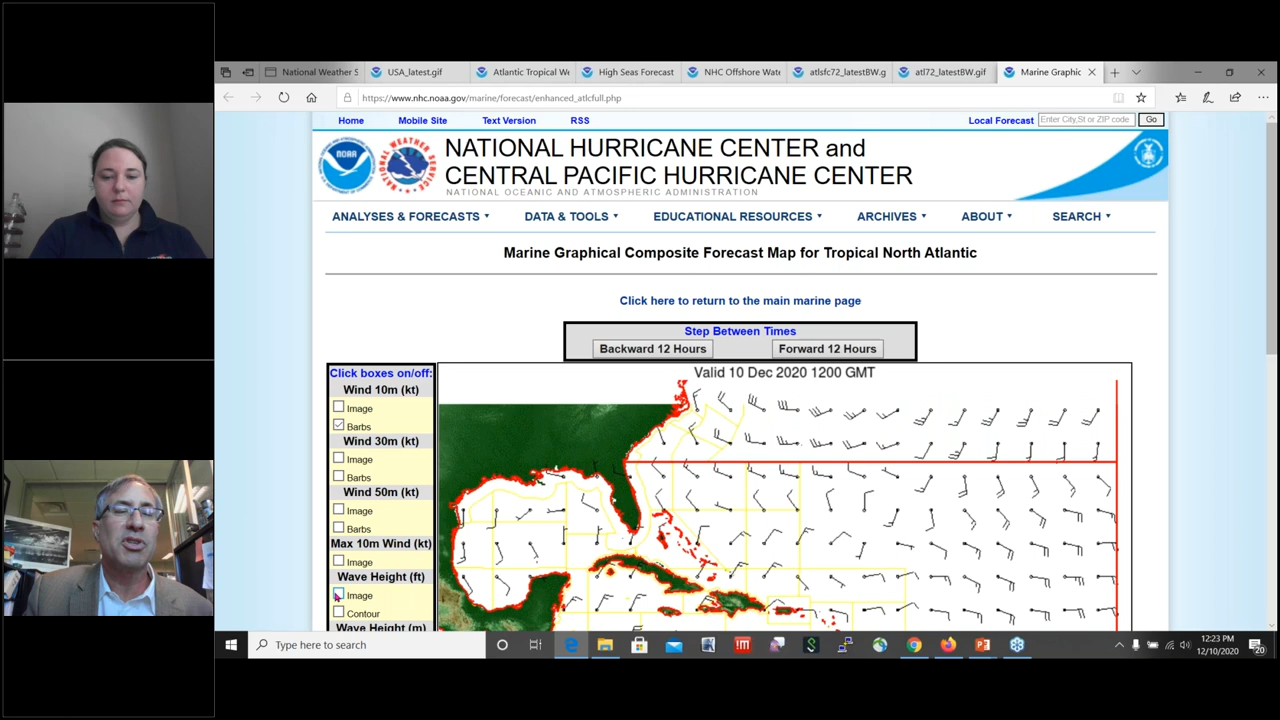 National Weather S
USA_latest.gif
Atlantic Tropical We
High Seas Forecast
NHC Offshore Wate
atlsfc72_latestBW.g
atl72_latestBW.gif
Marine Graphic
https://www.nhc.noaa.gov/marine/forecast/enhanced_atlcfull.php
Home Mobile Site Text Version RSS Local Forecast Enter City,St or ZIP code Go
NOAA
NATIONAL HURRICANE CENTER and
CENTRAL PACIFIC HURRICANE CENTER
NATIONAL OCEANIC AND ATMOSPHERIC ADMINISTRATION
ANALYSES & FORECASTS DATA & TOOLS EDUCATIONAL RESOURCES ARCHIVES ABOUT SEARCH
Marine Graphical Composite Forecast Map for Tropical North Atlantic
Click here to return to the main marine page
Step Between Times
Backward 12 Hours Forward 12 Hours
Click boxes on/off:
Wind 10m (kt)
Image
Barbs
Wind 30m (kt)
Image
Barbs
Wind 50m (kt)
Image
Barbs
Max 10m Wind (kt)
Image
Wave Height (ft)
Image
Contour
Wave Height (m)
Valid 10 Dec 2020 1200 GMT
Type here to search
12:23 PM
12/10/2020
20